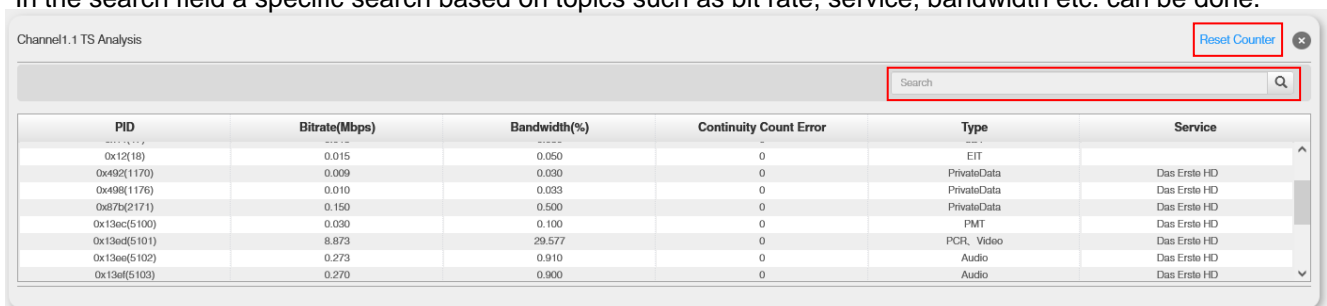 In the search field a specific search based on topics such as bit rate, service, bandwidth etc. can be done.
Channel1.1 TS Analysis Reset Counter
Search
PID Bitrate(Mbps) Bandwidth(%) Continuity Count Error Type Service
0x12(18) 0.015 0.050 0 EIT
0x492(1170) 0.009 0.030 0 PrivateData Das Erste HD
0x498(1176) 0.010 0.033 0 PrivateData Das Erste HD
0x87b(2171) 0.150 0.500 0 PrivateData Das Erste HD
0x13ec(5100) 0.030 0.100 0 PMT Das Erste HD
0x13ed(5101) 8.873 29.577 0 PCR、Video Das Erste HD
0x13ee(5102) 0.273 0.910 0 Audio Das Erste HD
0x13ef(5103) 0.270 0.900 0 Audio Das Erste HD